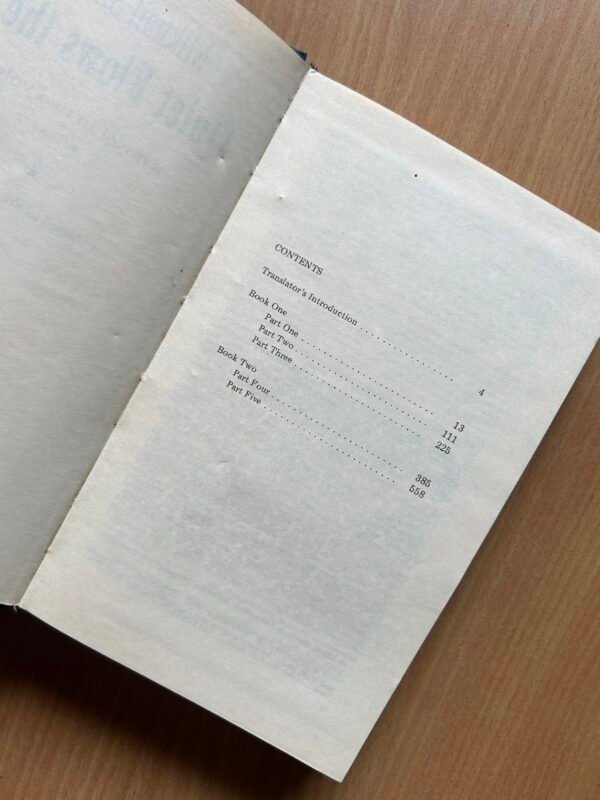 CONTENTS
Translator's Introduction . . . . . . . . . . . . . . 4
Book One
Part One . . . . . . . . . . . . . . . . . . . . . 13
Part Two . . . . . . . . . . . . . . . . . . . . . 111
Part Three . . . . . . . . . . . . . . . . . . . . 225
Book Two
Part Four . . . . . . . . . . . . . . . . . . . . . 385
Part Five . . . . . . . . . . . . . . . . . . . . . 558